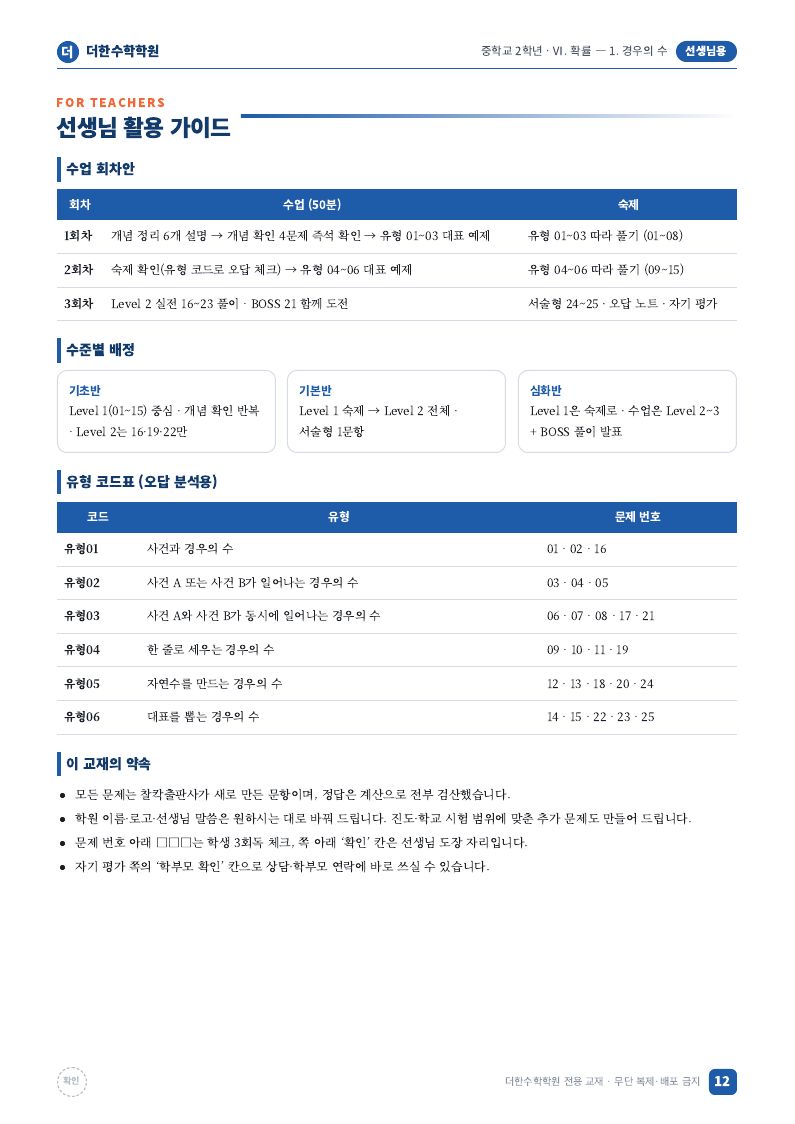 더 더한수학학원
중학교 2학년 · Ⅵ. 확률 — 1. 경우의 수 선생님용
FOR TEACHERS
선생님 활용 가이드
수업 회차안
회차 수업 (50분) 숙제
1회차 개념 정리 6개 설명 → 개념 확인 4문제 즉석 확인 → 유형 01~03 대표 예제 유형 01~03 따라 풀기 (01~08)
2회차 숙제 확인(유형 코드로 오답 체크) → 유형 04~06 대표 예제 유형 04~06 따라 풀기 (09~15)
3회차 Level 2 실전 16~23 풀이 · BOSS 21 함께 도전 서술형 24~25 · 오답 노트 · 자기 평가
수준별 배정
기초반
Level 1(01~15) 중심 · 개념 확인 반복
· Level 2는 16·19·22만
기본반
Level 1 숙제 → Level 2 전체 ·
서술형 1문항
심화반
Level 1은 숙제로 · 수업은 Level 2~3
+ BOSS 풀이 발표
유형 코드표 (오답 분석용)
코드 유형 문제 번호
유형01 사건과 경우의 수 01 · 02 · 16
유형02 사건 A 또는 사건 B가 일어나는 경우의 수 03 · 04 · 05
유형03 사건 A와 사건 B가 동시에 일어나는 경우의 수 06 · 07 · 08 · 17 · 21
유형04 한 줄로 세우는 경우의 수 09 · 10 · 11 · 19
유형05 자연수를 만드는 경우의 수 12 · 13 · 18 · 20 · 24
유형06 대표를 뽑는 경우의 수 14 · 15 · 22 · 23 · 25
이 교재의 약속
● 모든 문제는 찰칵출판사가 새로 만든 문항이며, 정답은 계산으로 전부 검산했습니다.
● 학원 이름·로고·선생님 말씀은 원하시는 대로 바꿔 드립니다. 진도·학교 시험 범위에 맞춘 추가 문제도 만들어 드립니다.
● 문제 번호 아래 □□□는 학생 3회독 체크, 쪽 아래 ‘확인’ 칸은 선생님 도장 자리입니다.
● 자기 평가 쪽의 ‘학부모 확인’ 칸으로 상담·학부모 연락에 바로 쓰실 수 있습니다.
확인
더한수학학원 전용 교재 · 무단 복제·배포 금지 12